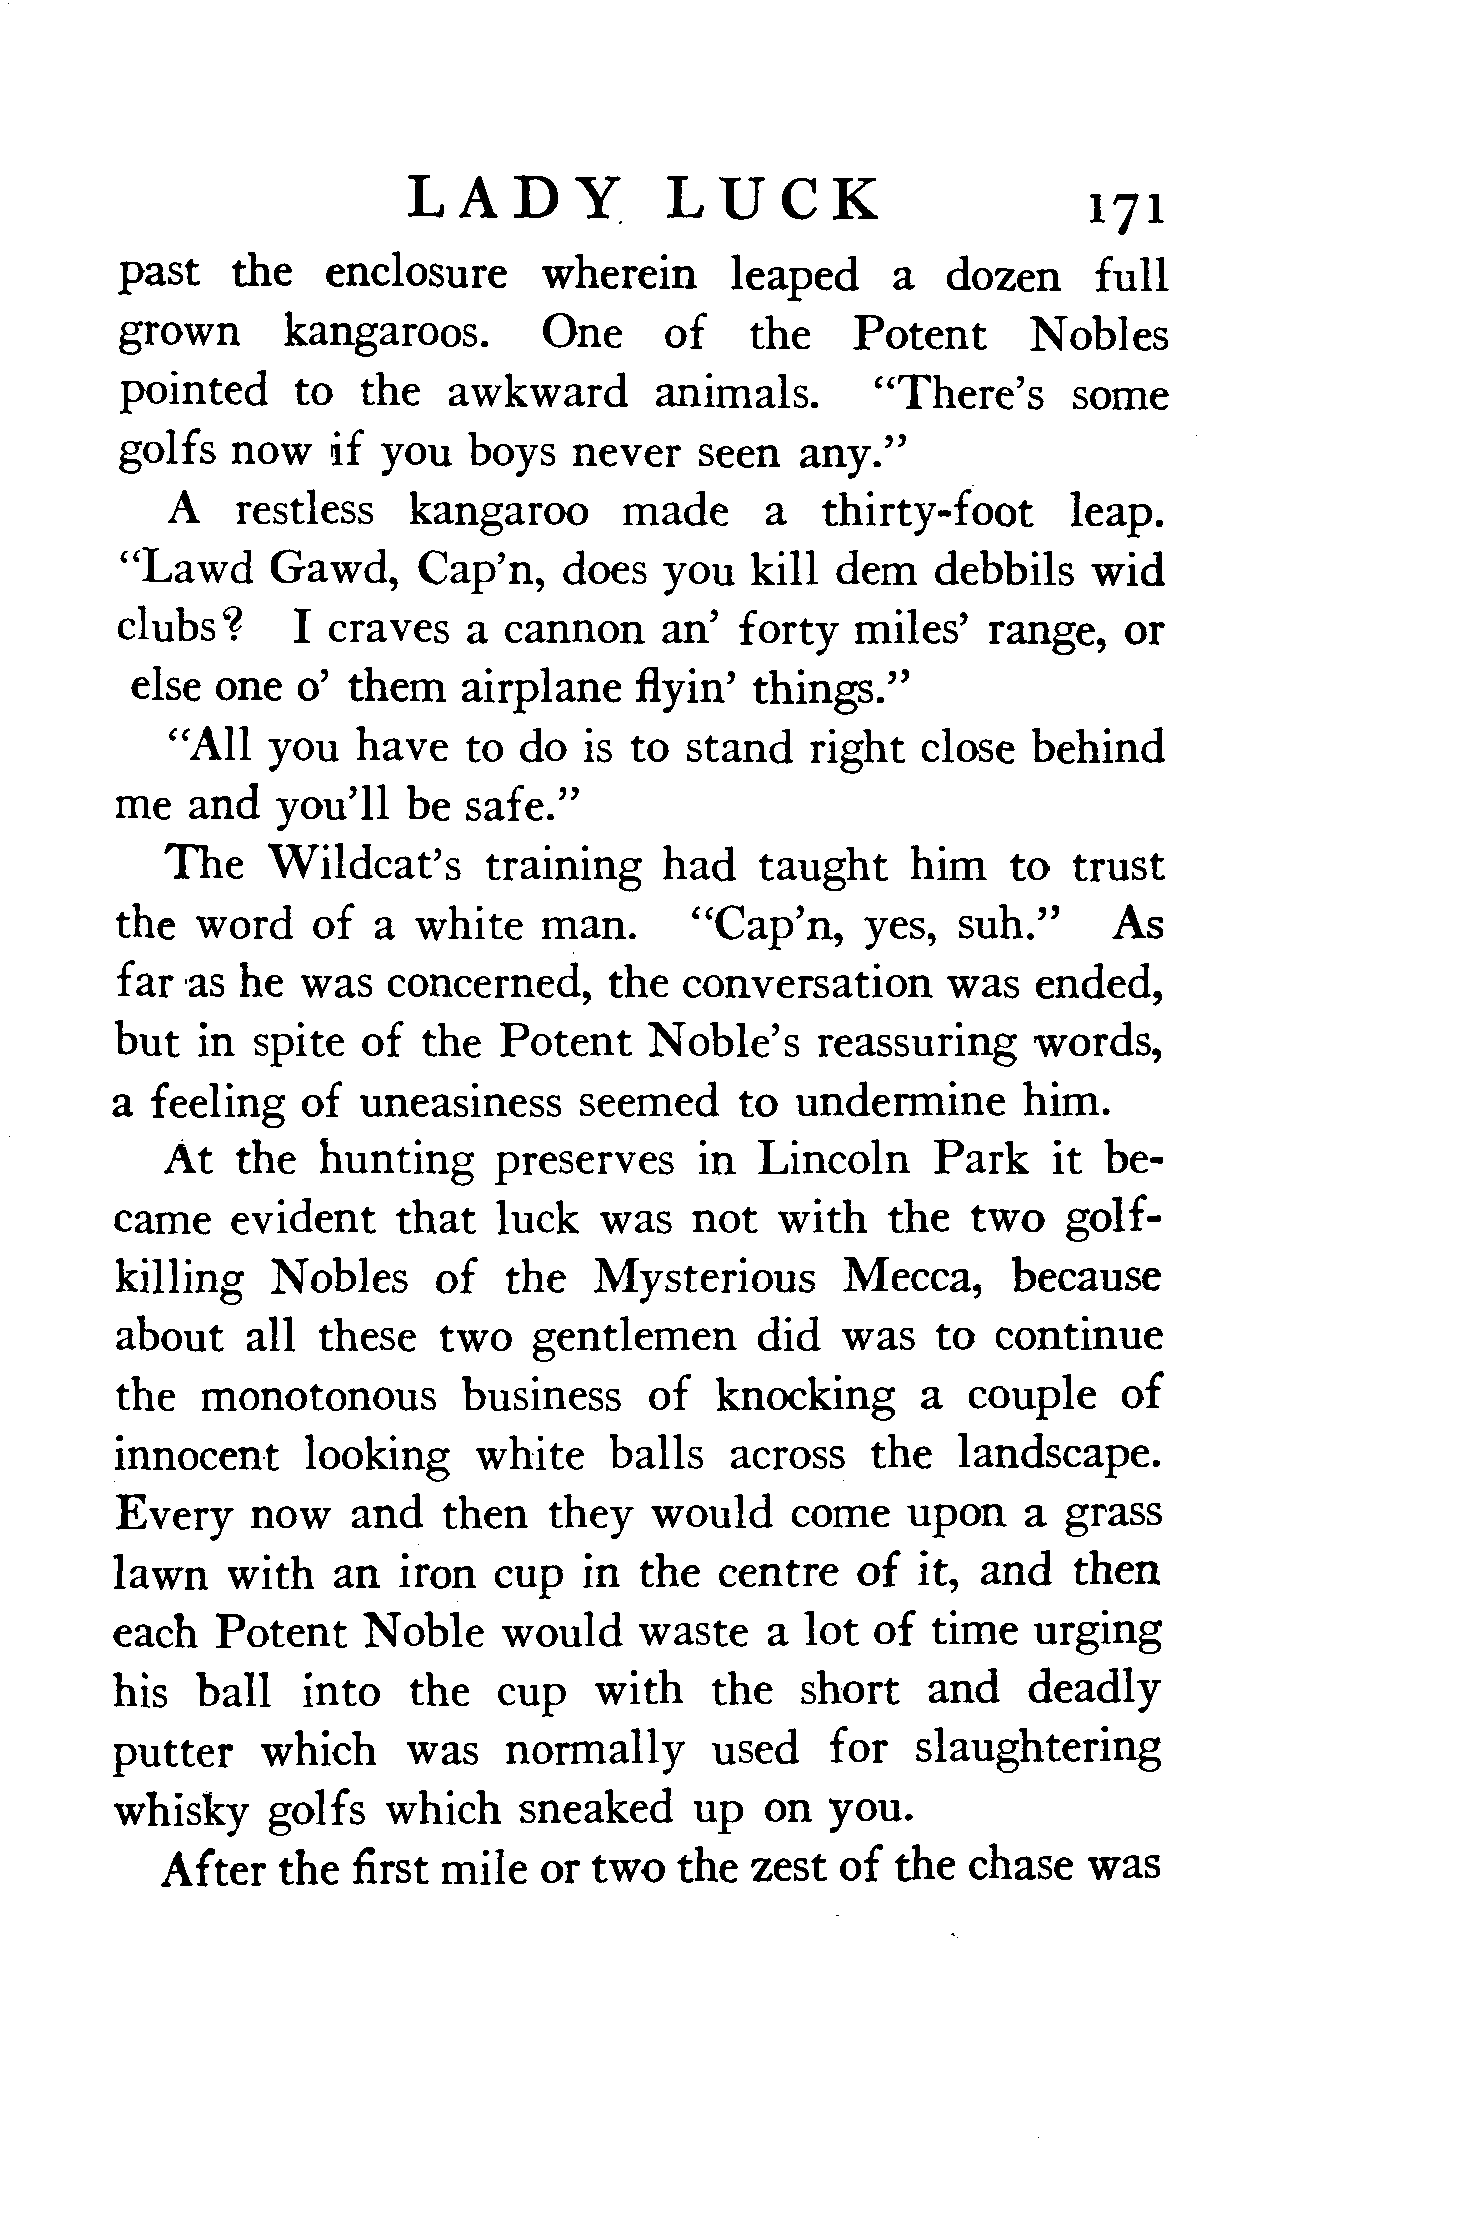 LADY LUCK 171
past the enclosure wherein leaped a dozen full
grown kangaroos. One of the Potent Nobles
pointed to the awkward animals. “There’s some
golfs now if you boys never seen any.”
A restless kangaroo made a thirty-foot leap.
“Lawd Gawd, Cap’n, does you kill dem debbils wid
clubs? I craves a cannon an’ forty miles’ range, or
else one o’ them airplane flyin’ things.”
“All you have to do is to stand right close behind
me and you’ll be safe.”
The Wildcat’s training had taught him to trust
the word of a white man. “Cap’n, yes, suh.” As
far as he was concerned, the conversation was ended,
but in spite of the Potent Noble’s reassuring words,
a feeling of uneasiness seemed to undermine him.
At the hunting preserves in Lincoln Park it be-
came evident that luck was not with the two golf-
killing Nobles of the Mysterious Mecca, because
about all these two gentlemen did was to continue
the monotonous business of knocking a couple of
innocent looking white balls across the landscape.
Every now and then they would come upon a grass
lawn with an iron cup in the centre of it, and then
each Potent Noble would waste a lot of time urging
his ball into the cup with the short and deadly
putter which was normally used for slaughtering
whisky golfs which sneaked up on you.
After the first mile or two the zest of the chase was